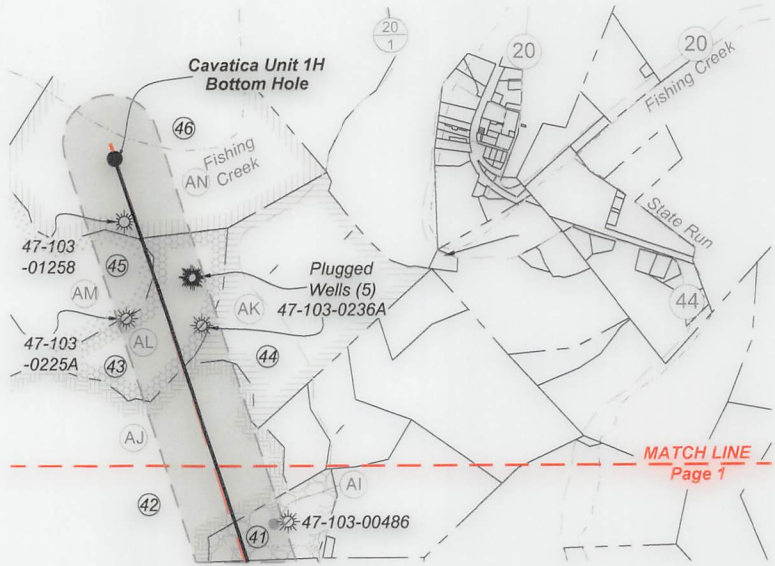 20
1
20
20
Cavatica Unit 1H
Bottom Hole
Fishing Creek
46
Fishing
Creek
AN
State Run
47-103
-01258
45
Plugged
Wells (5)
47-103-0236A
AM
AK
44
47-103
-0225A
AL
43
44
AJ
MATCH LINE
Page 1
AI
42
41
47-103-00486